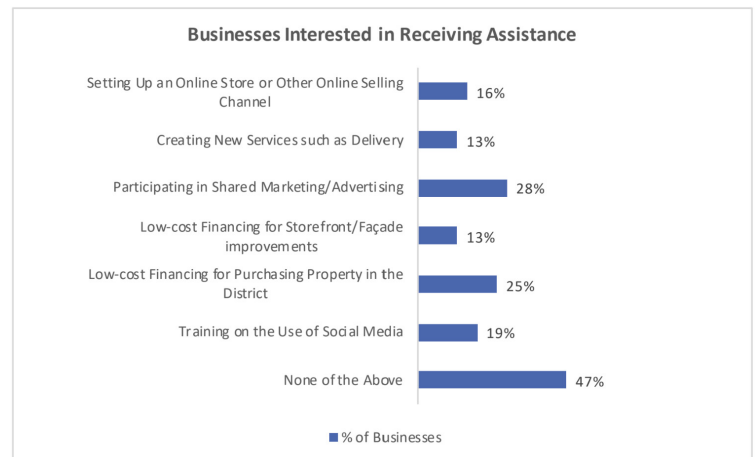 Businesses Interested in Receiving Assistance
Setting Up an Online Store or Other Online Selling
Channel
16%
Creating New Services such as Delivery
13%
Participating in Shared Marketing/Advertising
28%
Low-cost Financing for Storefront/Façade
improvements
13%
Low-cost Financing for Purchasing Property in the
District
25%
Training on the Use of Social Media
19%
None of the Above
47%
% of Businesses